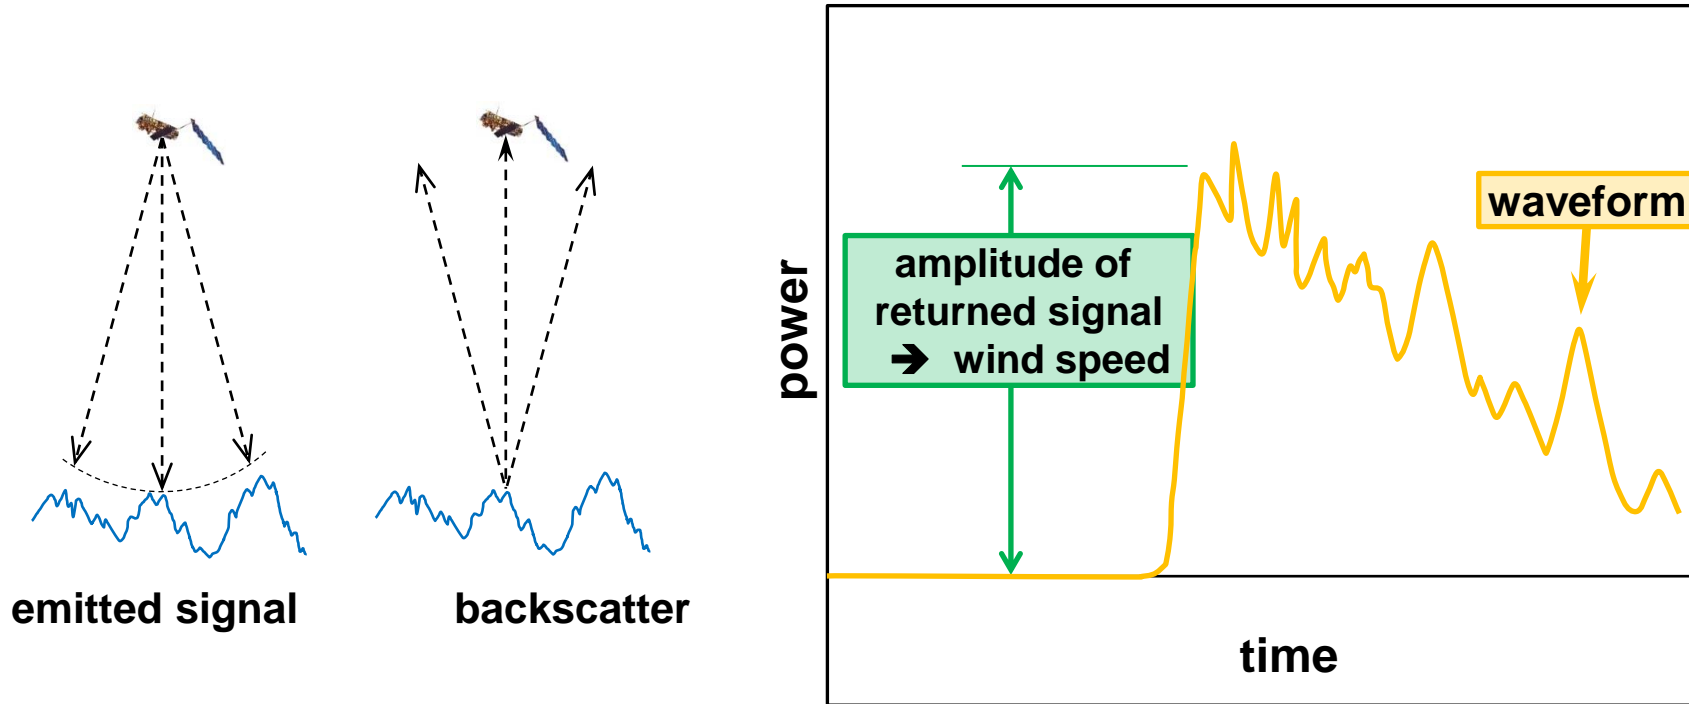 emitted signal
backscatter
power
amplitude of
returned signal
➔ wind speed
waveform
time